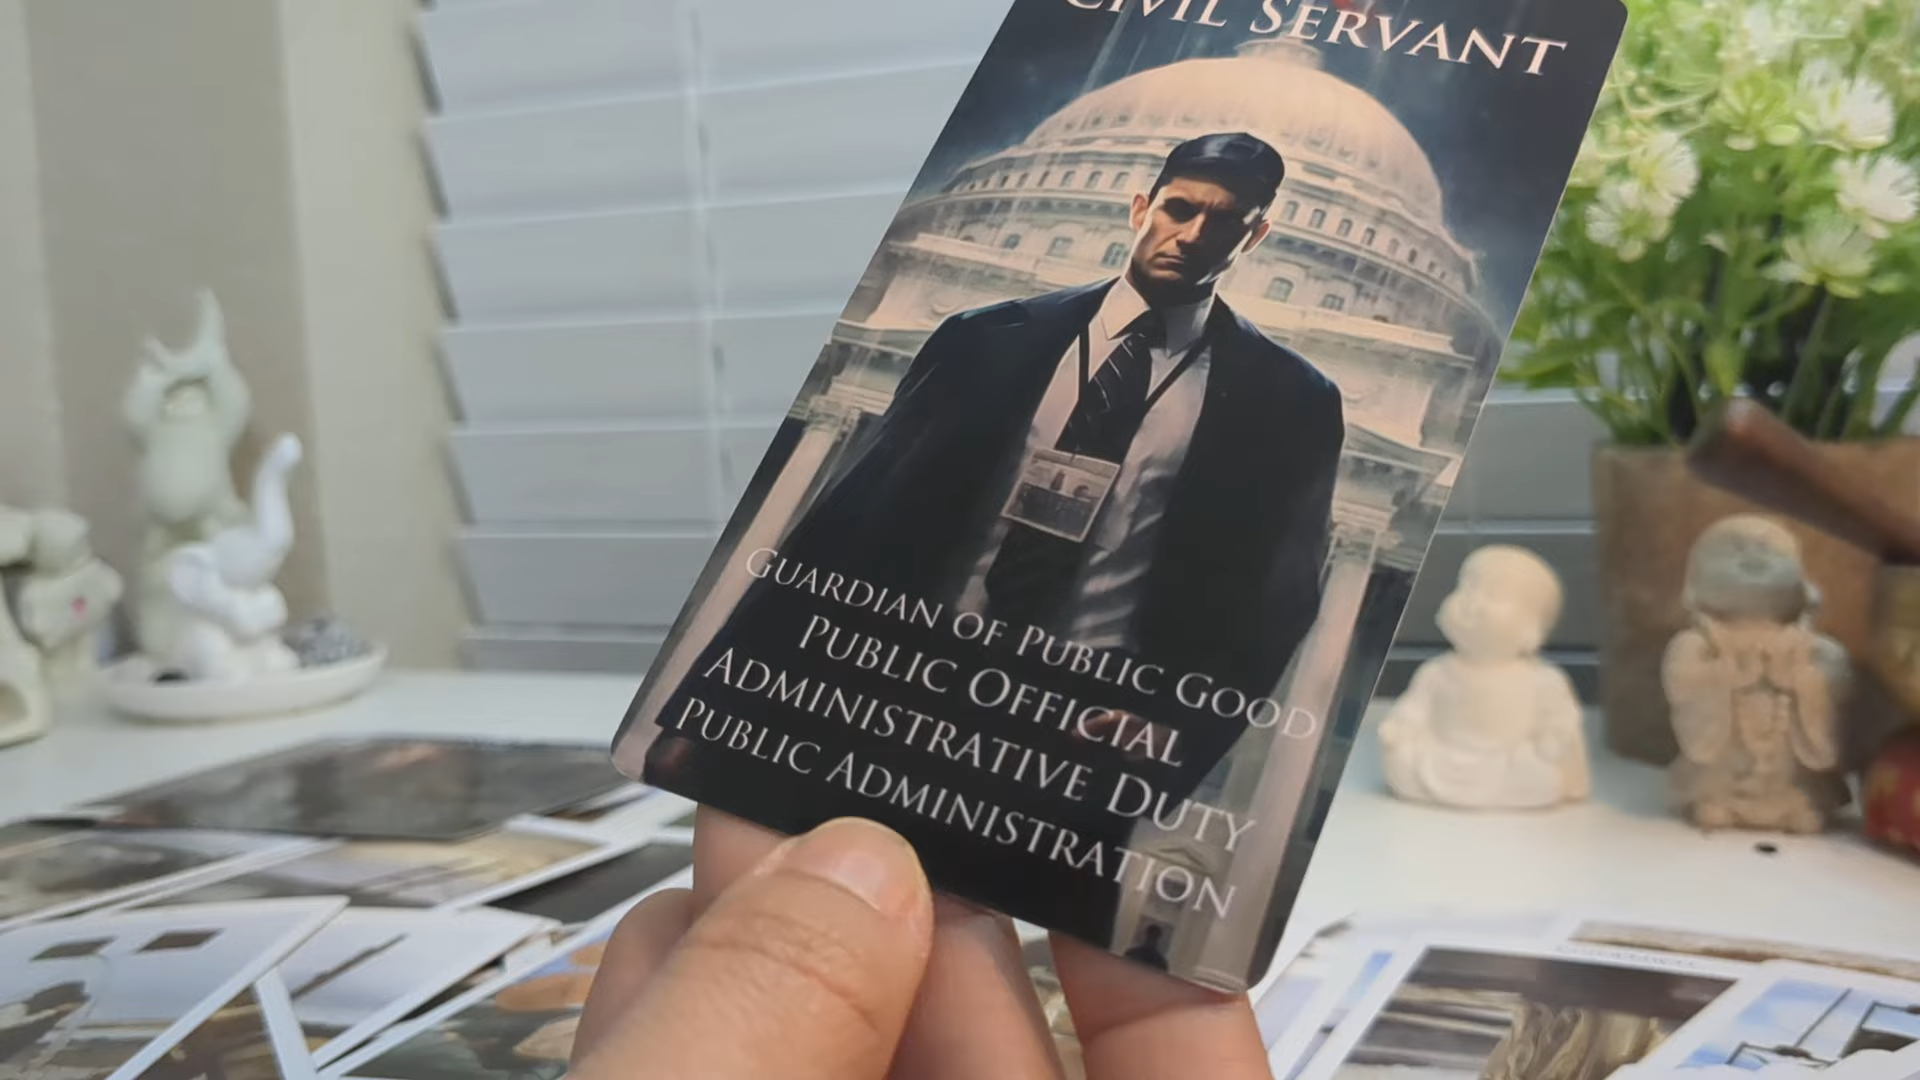 CIVIL SERVANT
GUARDIAN OF PUBLIC GOOD
PUBLIC OFFICIAL
ADMINISTRATIVE DUTY
PUBLIC ADMINISTRATION